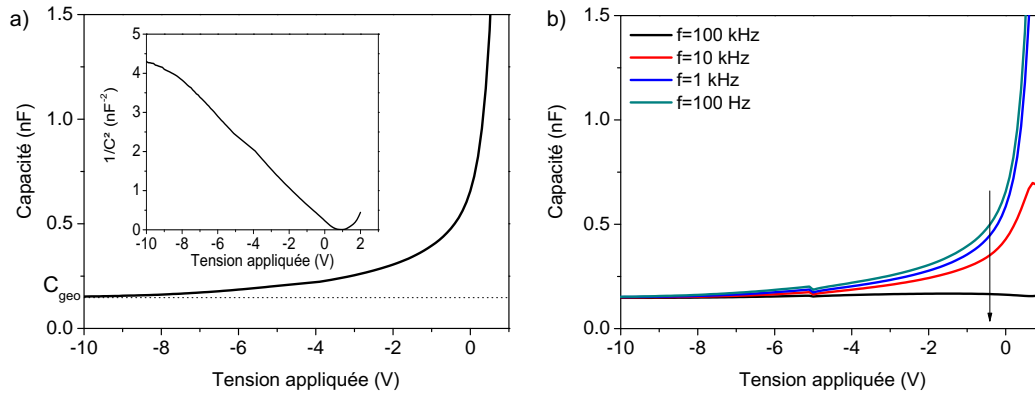 a)
1.5
1.0
0.5
0.0
Capacité (nF)
C geo
-10
-8
-6
-4
-2
0
Tension appliquée (V)
5
4
3
2
1
0
1/C² (nF⁻²)
-10
-8
-6
-4
-2
0
2
Tension appliquée (V)
b)
1.5
1.0
0.5
0.0
Capacité (nF)
f=100 kHz
f=10 kHz
f=1 kHz
f=100 Hz
-10
-8
-6
-4
-2
0
Tension appliquée (V)